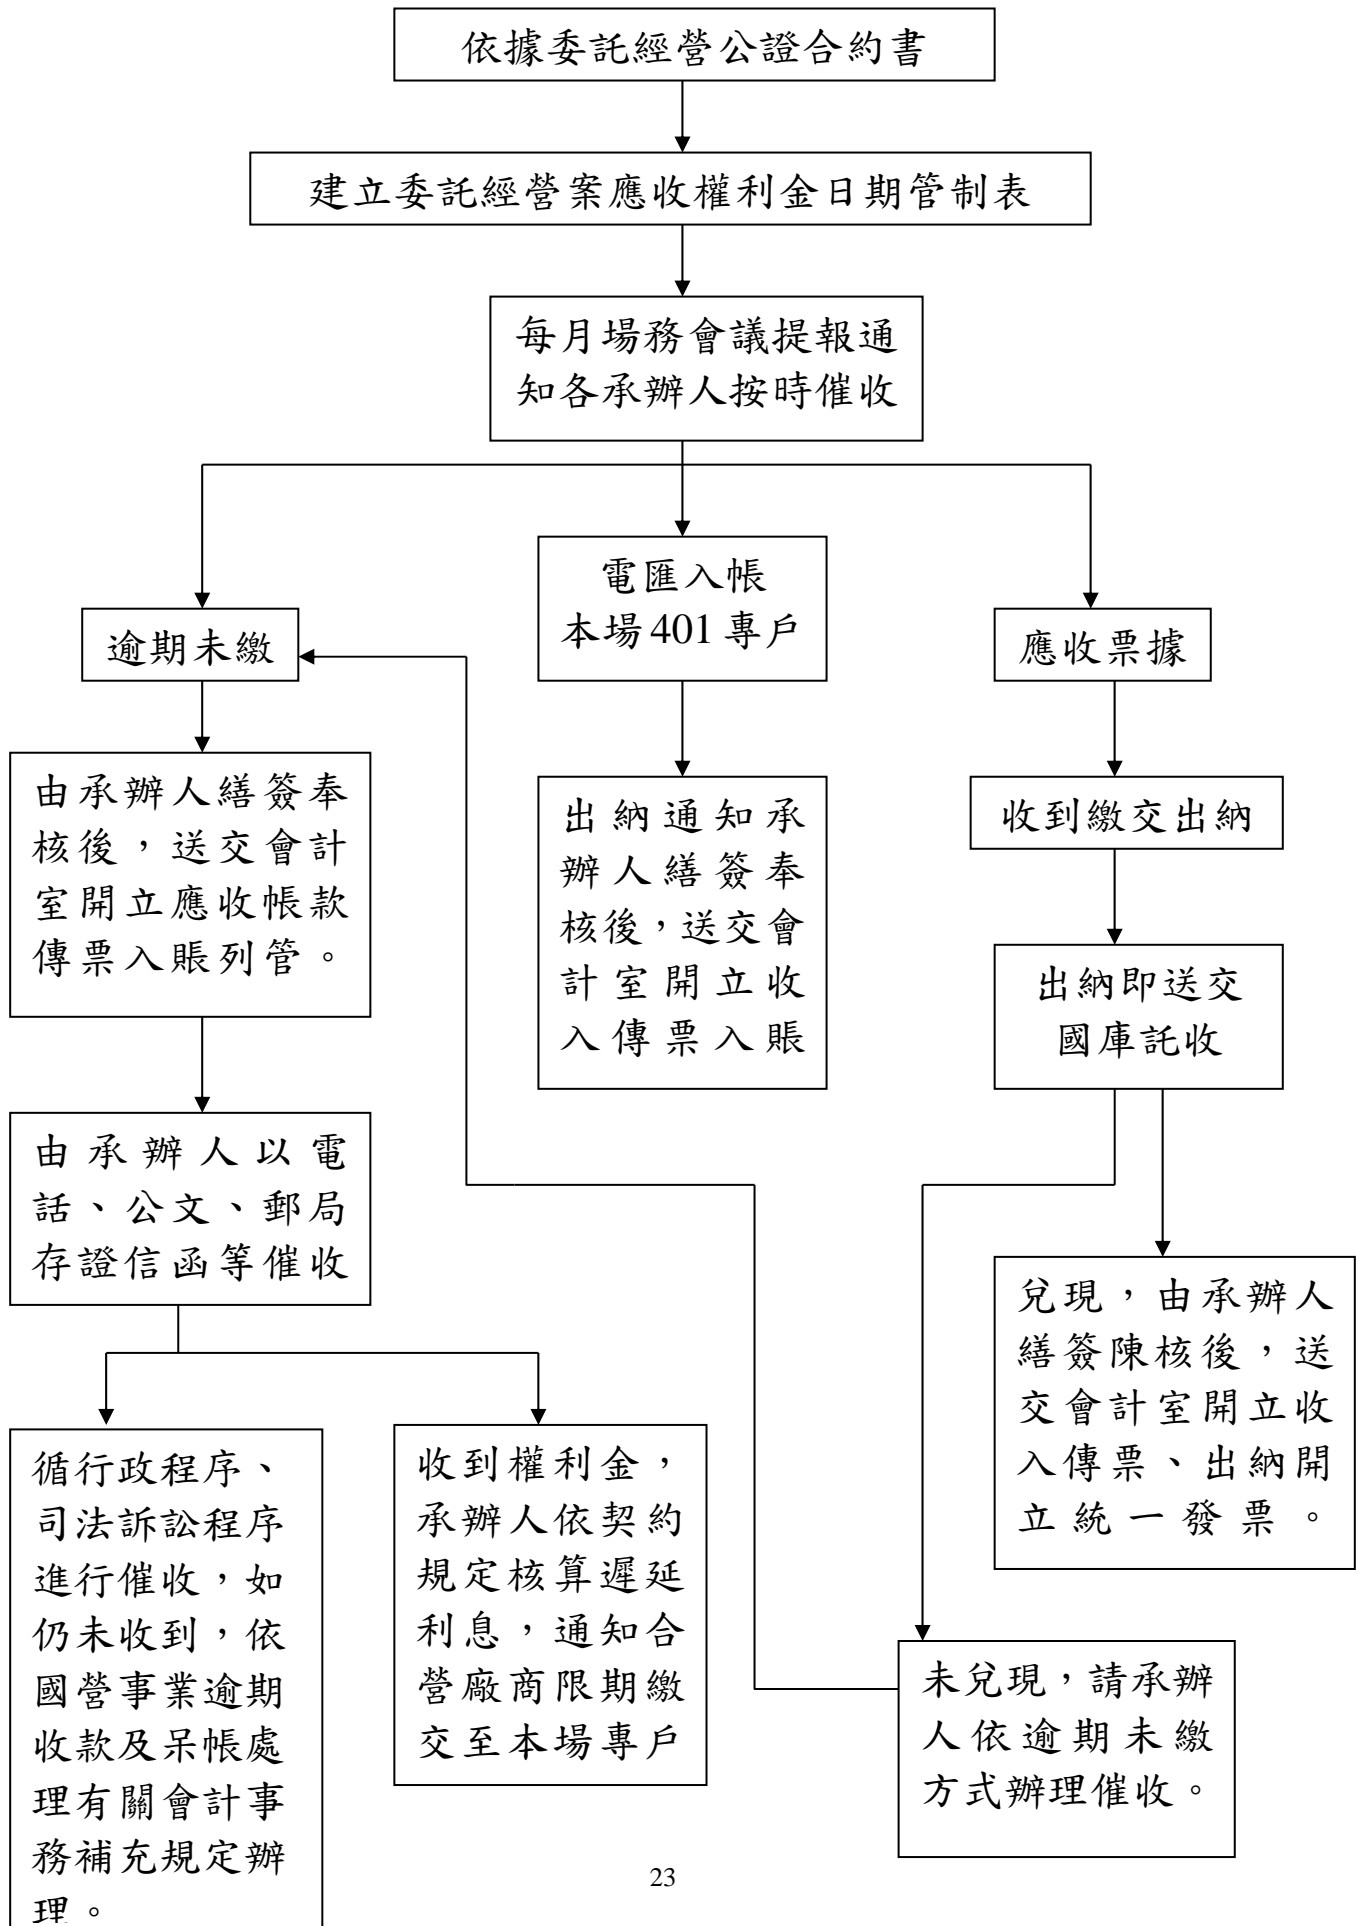 依據委託經營公證合約書
建立委託經營案應收權利金日期管制表
每月場務會議提報通
知各承辦人按時催收
逾期未繳
電匯入帳
本場401專戶
應收票據
由承辦人繕簽奉
核後，送交會計
室開立應收帳款
傳票入賬列管。
出納通知承
辦人繕簽奉
核後，送交會
計室開立收
入傳票入賬
收到繳交出納
出納即送交
國庫託收
由承辦人以電
話、公文、郵局
存證信函等催收
兌現，由承辦人
繕簽陳核後，送
交會計室開立收
入傳票、出納開
立統一發票。
循行政程序、
司法訴訟程序
進行催收，如
仍未收到，依
國營事業逾期
收款及呆帳處
理有關會計事
務補充規定辦
理。
收到權利金，
承辦人依契約
規定核算遲延
利息，通知合
營廠商限期繳
交至本場專戶
未兌現，請承辦
人依逾期未繳
方式辦理催收。
23